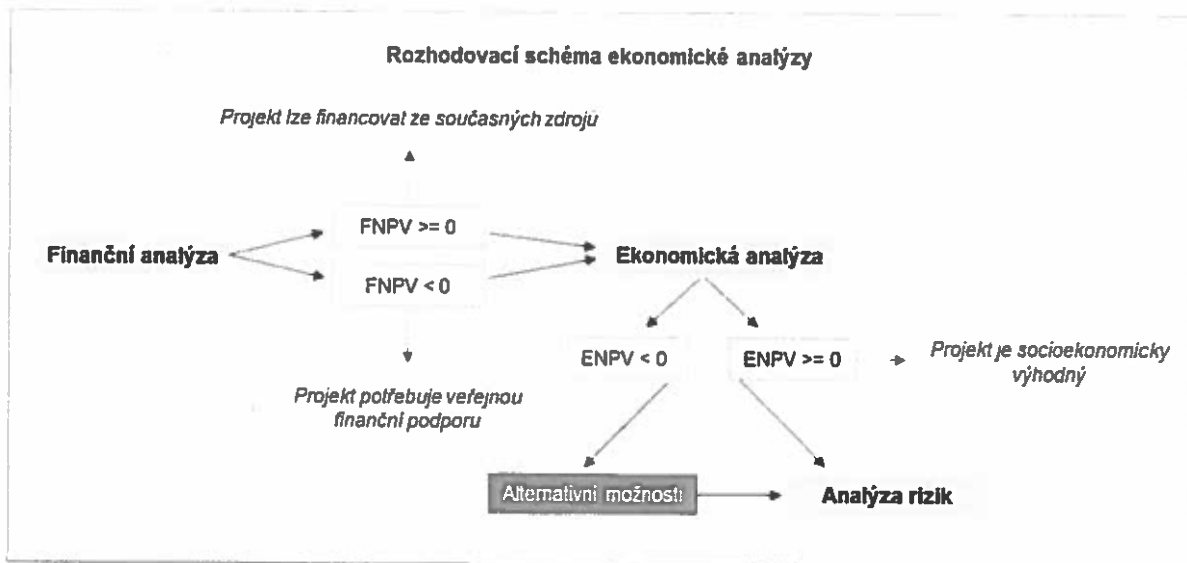 Rozhodovací schéma ekonomické analýzy
Projekt lze financovat ze současných zdrojů
FNPV >= 0
Finanční analýza
Ekonomická analýza
FNPV < 0
ENPV < 0
ENPV >= 0
Projekt je socioekonomicky
výhodný
Projekt potřebuje veřejnou
finanční podporu
Alternativní možnosti
Analýza rizik